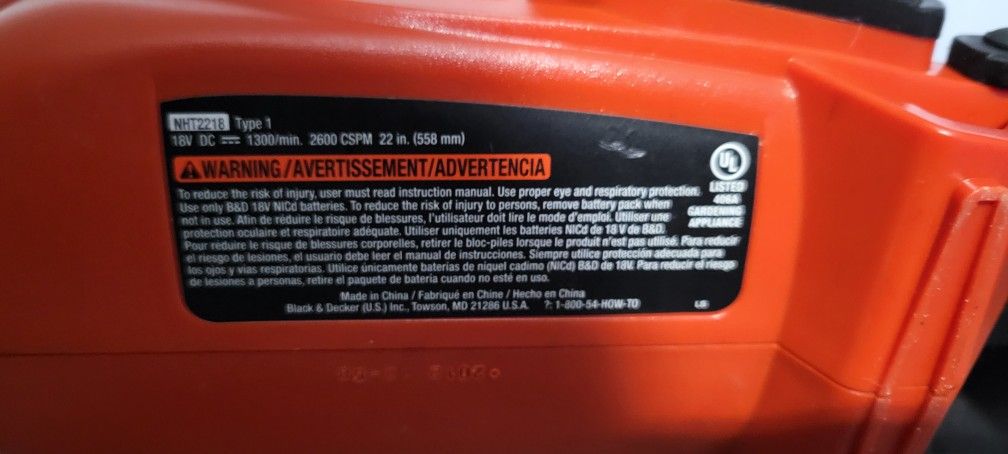 NHT2218 Type 1
18V DC ⎓ 1300/min. 2600 CSPM 22 in. (558 mm)
⚠ WARNING/AVERTISSEMENT/ADVERTENCIA
To reduce the risk of injury, user must read instruction manual. Use proper eye and respiratory protection.
Use only B&D 18V NiCd batteries. To reduce the risk of injury to persons, remove battery pack when
not in use. Afin de réduire le risque de blessures, l'utilisateur doit lire le mode d'emploi. Utiliser une
protection oculaire et respiratoire adéquate. Utiliser uniquement les batteries NiCd de 18 V de B&D.
Pour réduire le risque de blessures corporelles, retirer le bloc-piles lorsque le produit n'est pas utilisé. Para reducir
el riesgo de lesiones, el usuario debe leer el manual de instrucciones. Siempre utilice protección adecuada para
los ojos y vias respiratorias. Utilice únicamente baterías de níquel cadimo (NiCd) B&D de 18V. Para reducir el riesgo
de lesiones a personas, retire el paquete de batería cuando no esté en uso.
Made in China / Fabriqué en Chine / Hecho en China
Black & Decker (U.S.) Inc., Towson, MD 21286 U.S.A. ?: 1-800-54-HOW-TO
UL
LISTED
406A
GARDENING
APPLIANCE